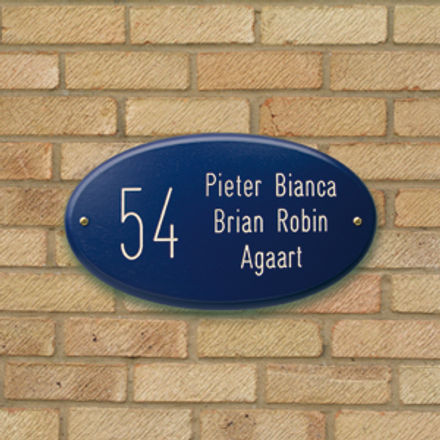 54
Pieter Bianca
Brian Robin
Agaart